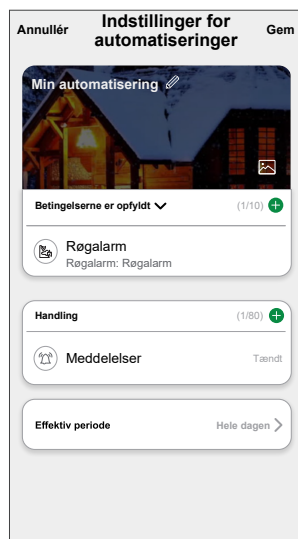 Annullér
Indstillinger for
automatiseringer
Gem
Min automatisering
Betingelserne er opfyldt
(1/10)
Røgalarm
Røgalarm: Røgalarm
Handling
(1/80)
Meddelelser
Tændt
Effektiv periode
Hele dagen